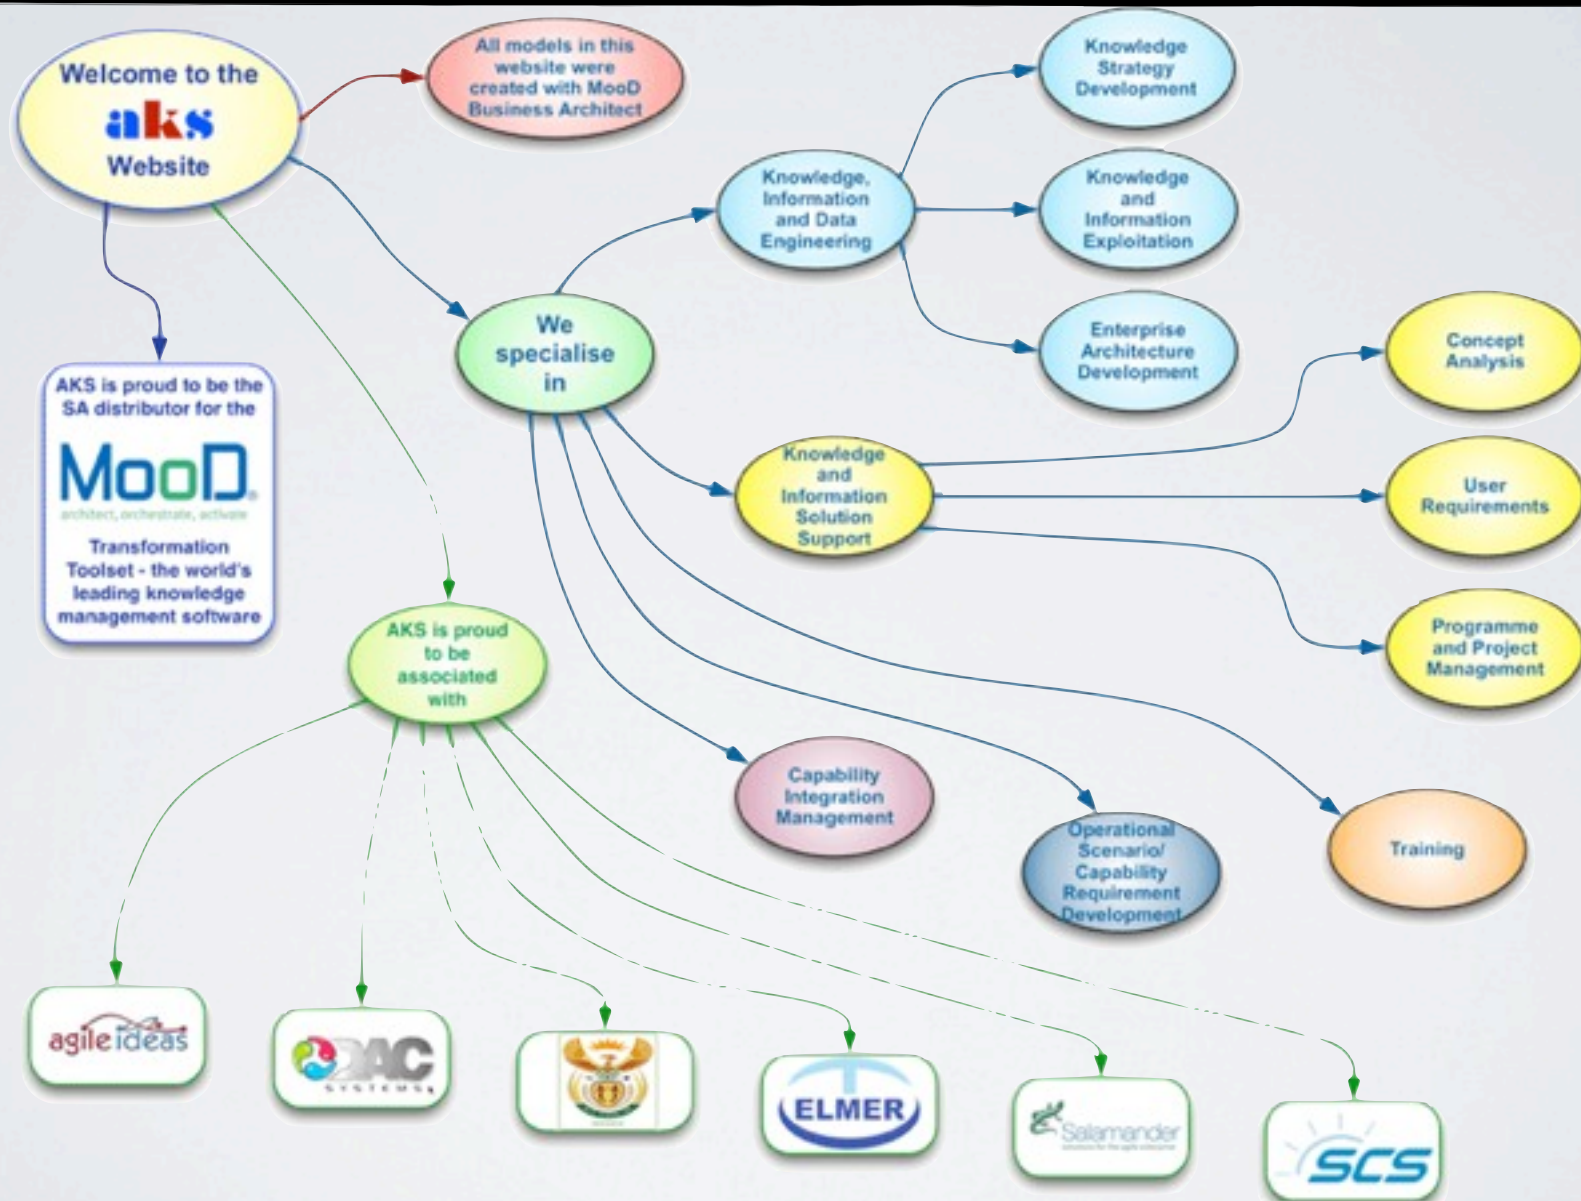 Welcome to the
aks
Website
All models in this
website were
created with MooD
Business Architect
Knowledge
Strategy
Development
Knowledge,
Information
and Data
Engineering
Knowledge
and
Information
Exploitation
We
specialise
in
Enterprise
Architecture
Development
Concept
Analysis
AKS is proud to be the
SA distributor for the
MooD
architect, orchestrate, activate
Transformation
Toolset - the world's
leading knowledge
management software
Knowledge
and
Information
Solution
Support
User
Requirements
AKS is proud
to be
associated
with
Programme
and Project
Management
Capability
Integration
Management
Operational
Scenario/
Capability
Requirement
Development
Training
agile ideas
DAC
SYSTEMS
ELMER
Salamander
SCS